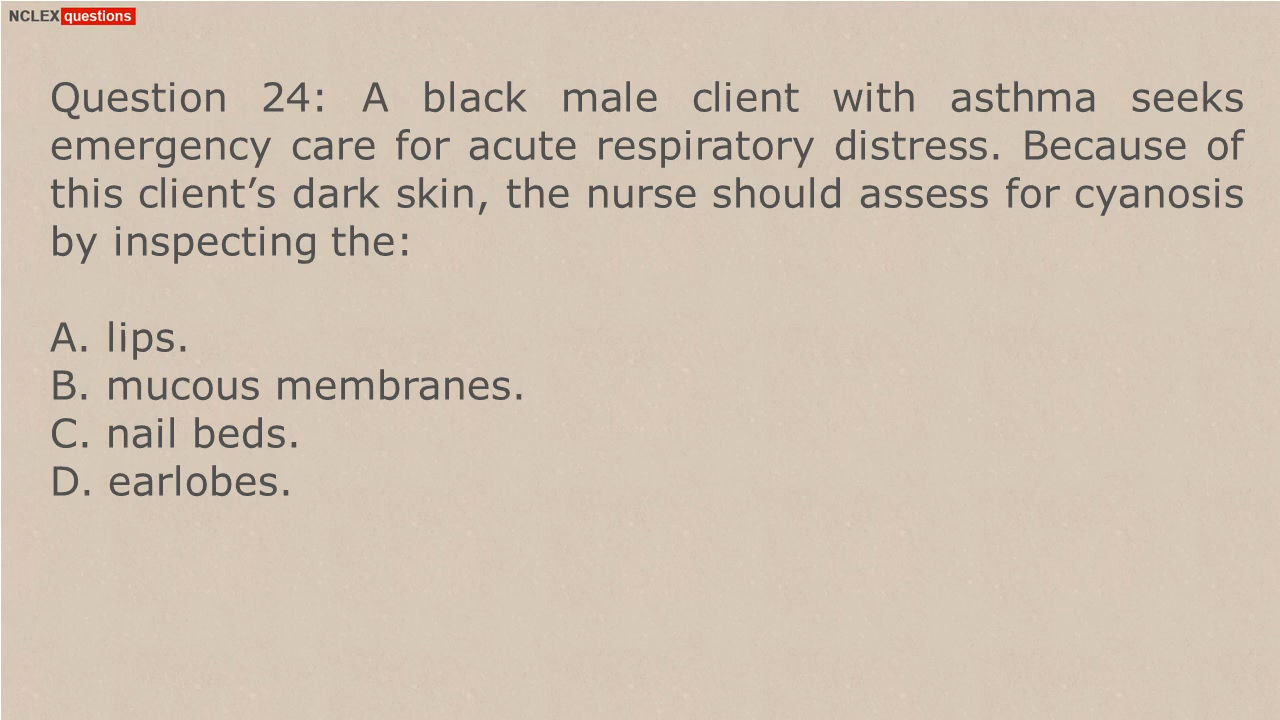 NCLEX questions
Question 24: A black male client with asthma seeks
emergency care for acute respiratory distress. Because of
this client’s dark skin, the nurse should assess for cyanosis
by inspecting the:
A. lips.
B. mucous membranes.
C. nail beds.
D. earlobes.